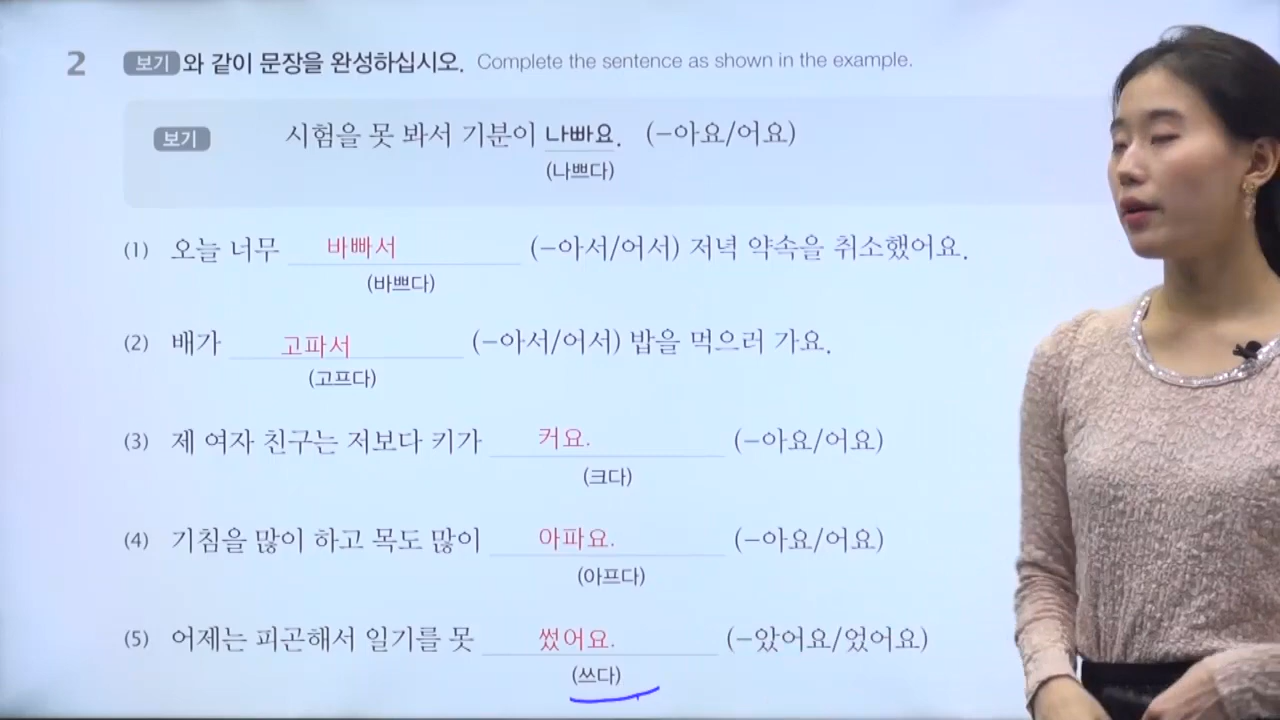 2 보기 와 같이 문장을 완성하십시오. Complete the sentence as shown in the example.
보기 시험을 못 봐서 기분이 나빠요. (-아요/어요)
(나쁘다)
(1) 오늘 너무 바빠서 (-아서/어서) 저녁 약속을 취소했어요.
(바쁘다)
(2) 배가 고파서 (-아서/어서) 밥을 먹으러 가요.
(고프다)
(3) 제 여자 친구는 저보다 키가 커요. (-아요/어요)
(크다)
(4) 기침을 많이 하고 목도 많이 아파요. (-아요/어요)
(아프다)
(5) 어제는 피곤해서 일기를 못 썼어요. (-았어요/었어요)
(쓰다)